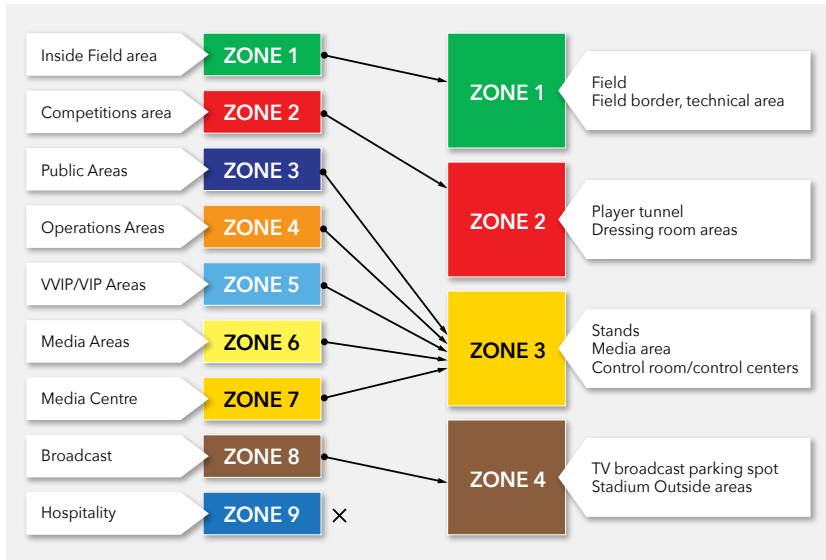 Inside Field area
ZONE 1
Competitions area
ZONE 2
Public Areas
ZONE 3
Operations Areas
ZONE 4
VVIP/VIP Areas
ZONE 5
Media Areas
ZONE 6
Media Centre
ZONE 7
Broadcast
ZONE 8
Hospitality
ZONE 9
ZONE 1
Field
Field border, technical area
ZONE 2
Player tunnel
Dressing room areas
ZONE 3
Stands
Media area
Control room/control centers
ZONE 4
TV broadcast parking spot
Stadium Outside areas